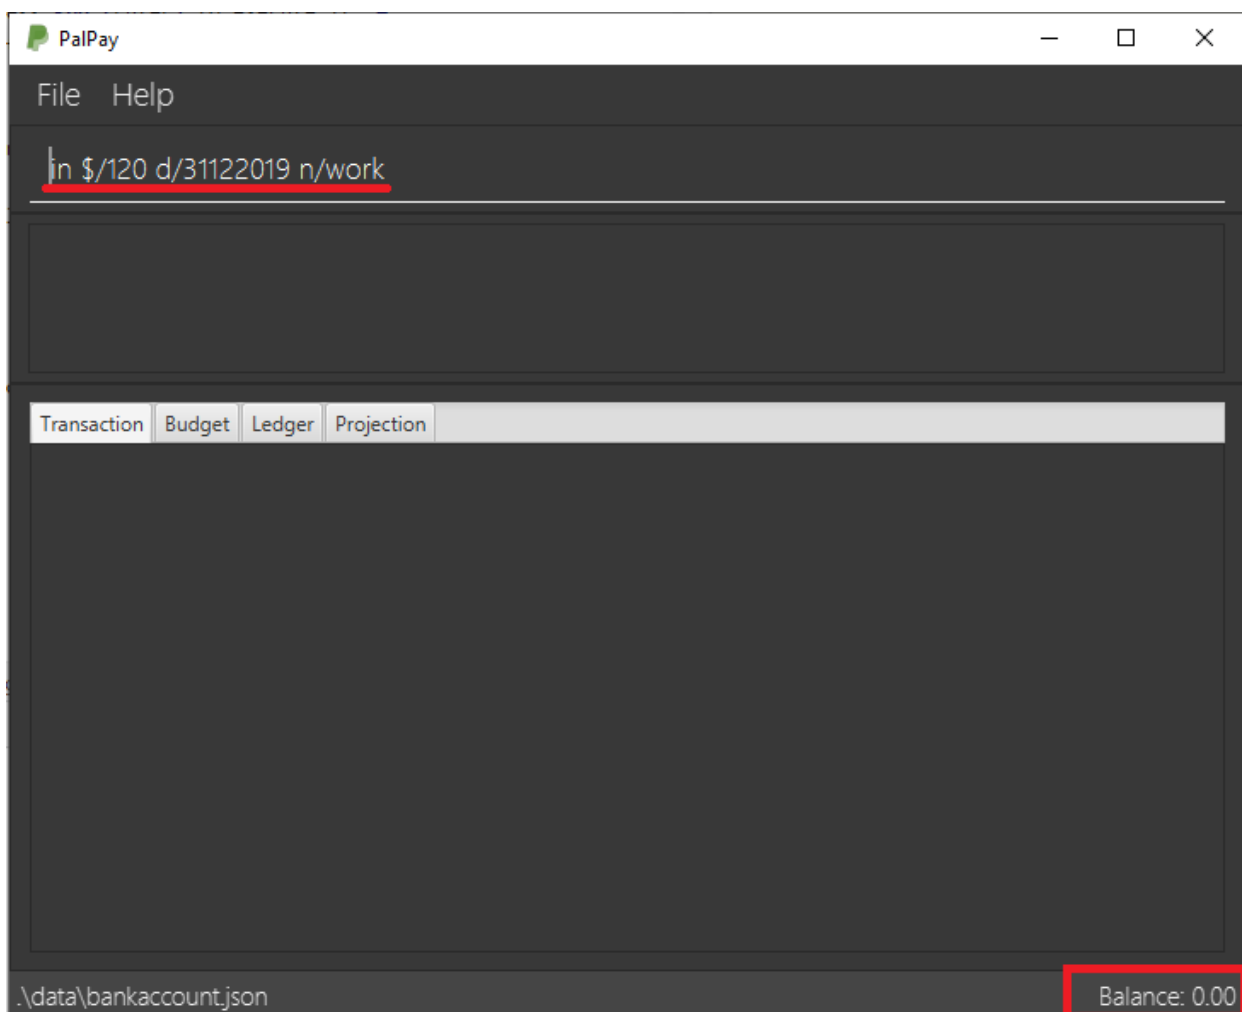 PalPay
File Help
in $/120 d/31122019 n/work
Transaction Budget Ledger Projection
.\data\bankaccount.json Balance: 0.00